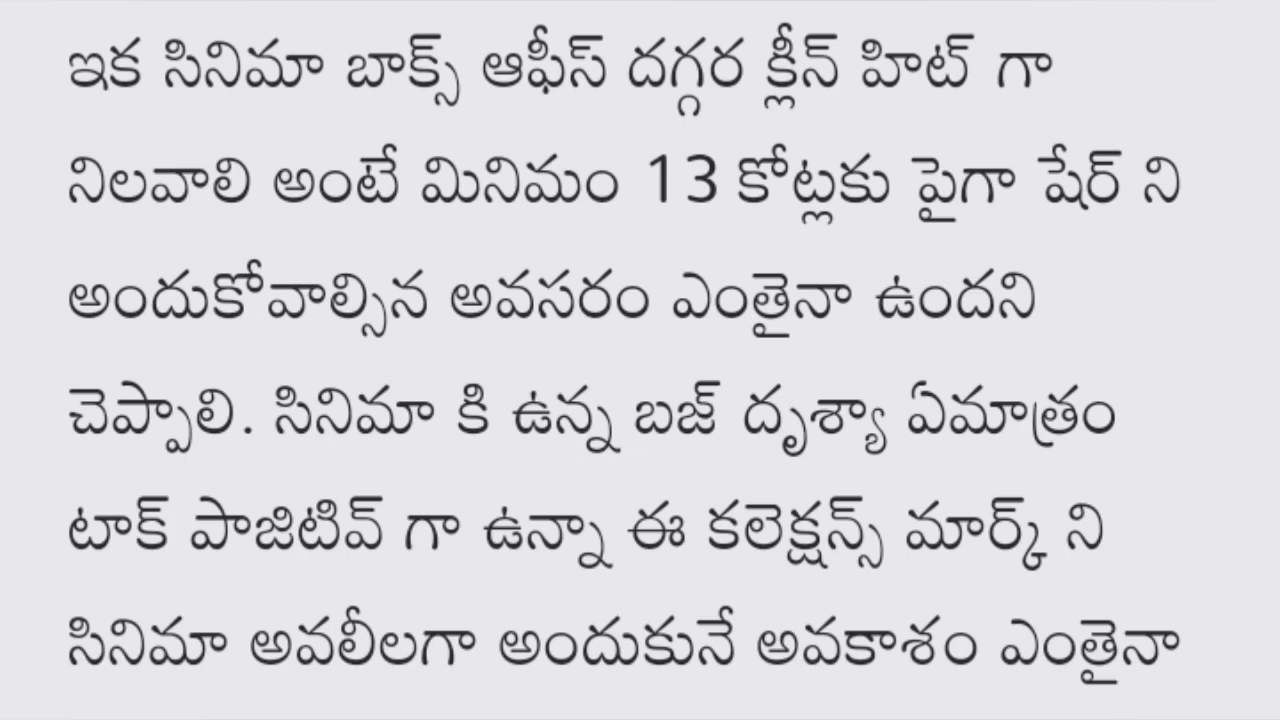 ఇక సినిమా బాక్స్ ఆఫీస్ దగ్గర క్లీన్ హిట్ గా
నిలవాలి అంటే మినిమం 13 కోట్లకు పైగా షేర్ ని
అందుకోవాల్సిన అవసరం ఎంతైనా ఉందని
చెప్పాలి. సినిమా కి ఉన్న బజ్ దృశ్యా ఏమాత్రం
టాక్ పాజిటివ్ గా ఉన్నా ఈ కలెక్షన్స్ మార్క్ ని
సినిమా అవలీలగా అందుకునే అవకాశం ఎంతైనా